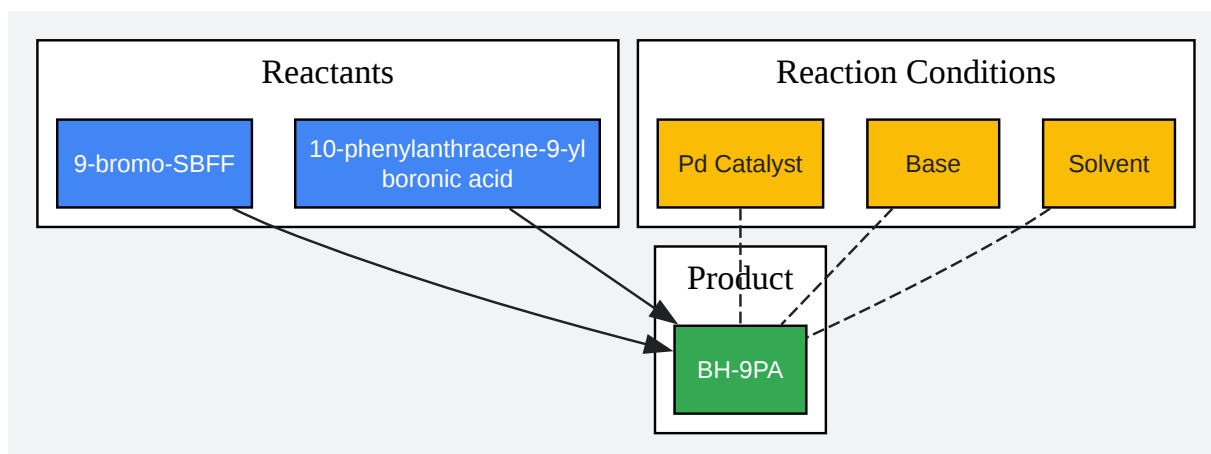 Reactants
9-bromo-SBFF
10-phenylanthracene-9-yl
boronic acid
Reaction Conditions
Pd Catalyst
Base
Solvent
Product
BH-9PA